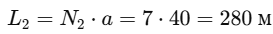 L₂ = N₂ · a = 7 · 40 = 280 м